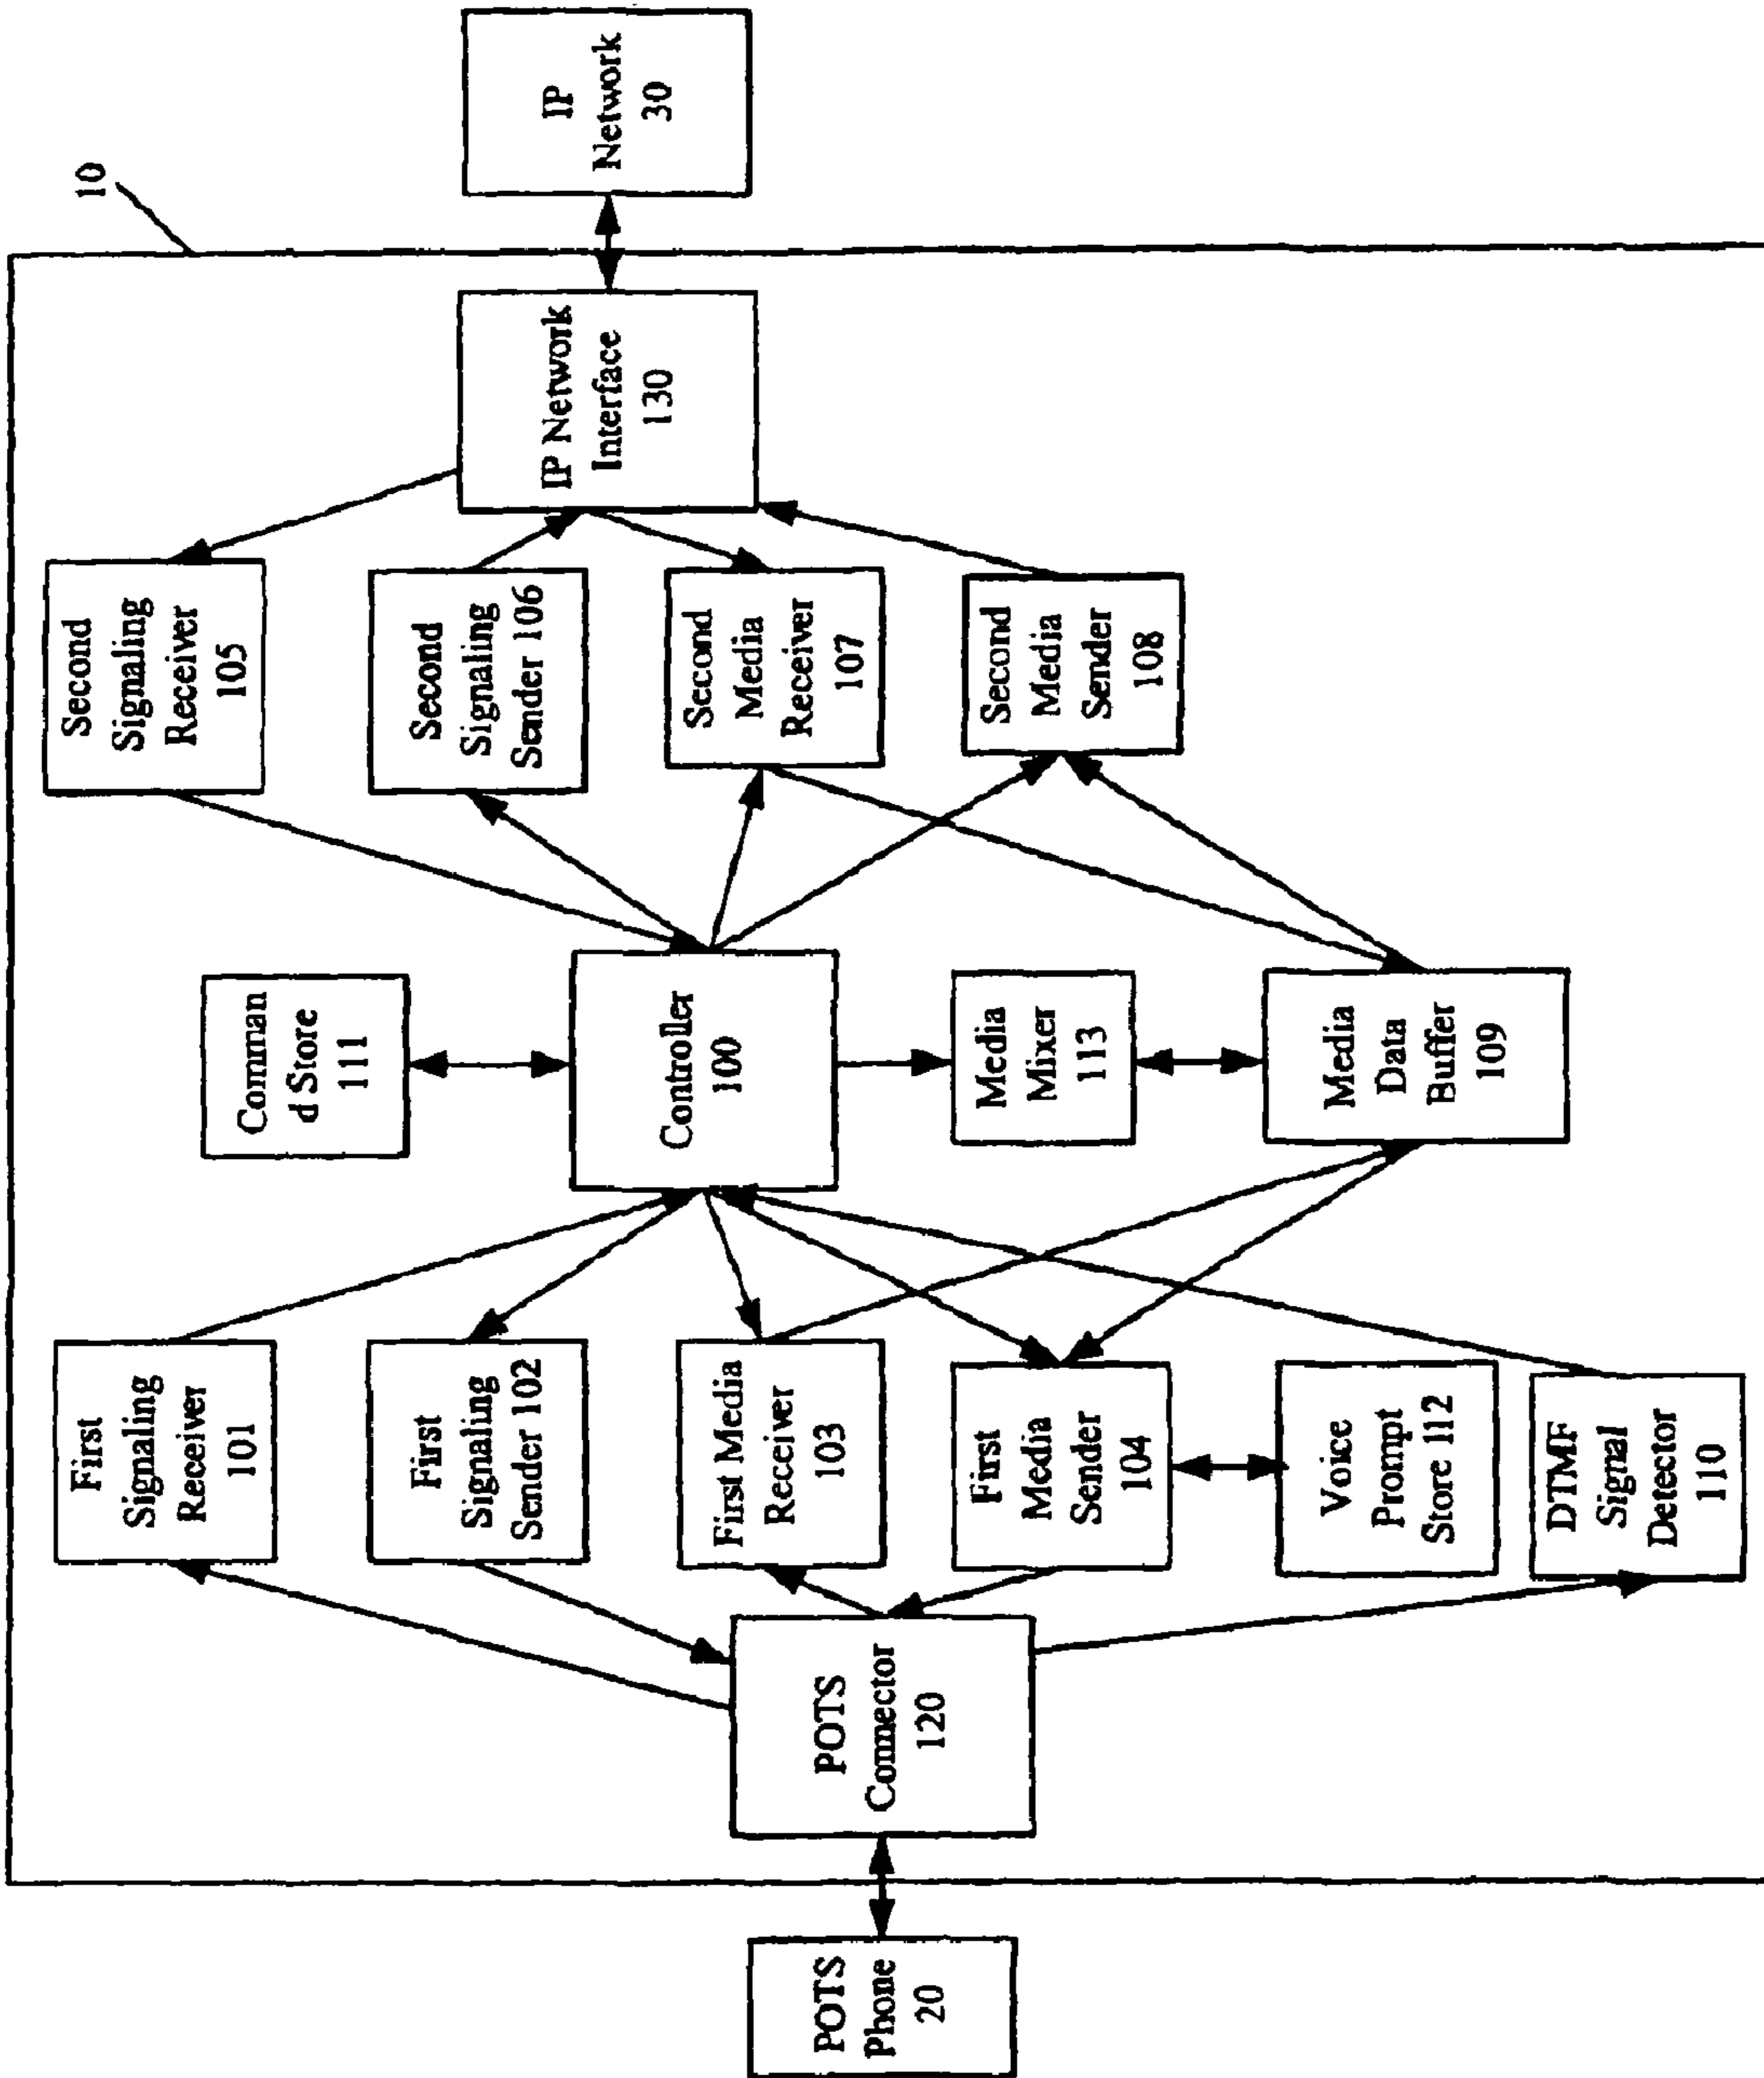 10
POTS
Phone
20
POTS
Connector
120
First
Signaling
Receiver
101
First
Signaling
Sender 102
First Media
Receiver
103
First
Media
Sender
104
Voice
Prompt
Store 112
DTMF
Signal
Detector
110
Comman
d Store
111
Controller
100
Media
Mixer
113
Media
Data
Buffer
109
Second
Signaling
Receiver
105
Second
Signaling
Sender 106
Second
Media
Receiver
107
Second
Media
Sender
108
IP Network
Interface
130
IP
Network
30